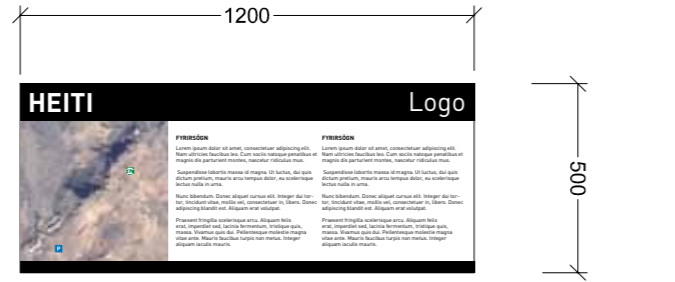 1200
HEITI
Logo
500
FYRIRSÖGN
Lorem ipsum dolor sit amet, consectetuer adipiscing elit.
Nam ultricies faucibus leo. Cum sociis natoque penatibus et
magnis dis parturient montes, nascetur ridiculus mus.
Suspendisse lobortis massa id magna. Ut luctus, dui quis
dictum pretium, mauris arcu tempus dolor, eu scelerisque
lectus nulla in urna.
Nunc bibendum. Donec aliquet cursus elit. Integer dui tor-
tor, tincidunt vitae, mollis vel, consectetuer in, libero. Donec
adipiscing blandit est. Aliquam erat volutpat.
Praesent fringilla scelerisque arcu. Aliquam felis
erat, imperdiet sed, lacinia fermentum, tristique quis,
massa. Vivamus quis dui. Pellentesque molestie magna
vitae ante. Mauris faucibus turpis non metus. Integer
aliquam iaculis mauris.
FYRIRSÖGN
Lorem ipsum dolor sit amet, consectetuer adipiscing elit.
Nam ultricies faucibus leo. Cum sociis natoque penatibus et
magnis dis parturient montes, nascetur ridiculus mus.
Suspendisse lobortis massa id magna. Ut luctus, dui quis
dictum pretium, mauris arcu tempus dolor, eu scelerisque
lectus nulla in urna.
Nunc bibendum. Donec aliquet cursus elit. Integer dui tor-
tor, tincidunt vitae, mollis vel, consectetuer in, libero. Donec
adipiscing blandit est. Aliquam erat volutpat.
Praesent fringilla scelerisque arcu. Aliquam felis
erat, imperdiet sed, lacinia fermentum, tristique quis,
massa. Vivamus quis dui. Pellentesque molestie magna
vitae ante. Mauris faucibus turpis non metus. Integer
aliquam iaculis mauris.
P